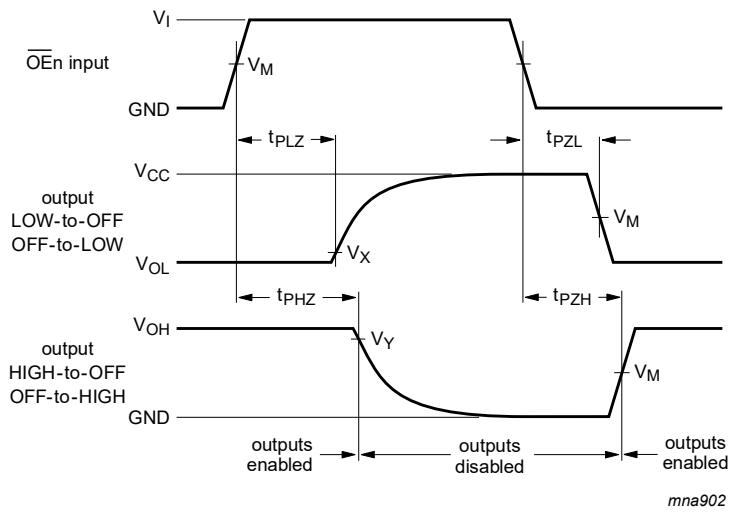 V_I
OEn input
V_M
GND
t_PLZ
t_PZL
V_CC
output
LOW-to-OFF
OFF-to-LOW
V_M
V_X
V_OL
t_PHZ
t_PZH
V_OH
V_Y
output
HIGH-to-OFF
OFF-to-HIGH
V_M
GND
outputs
enabled
outputs
disabled
outputs
enabled
mna902